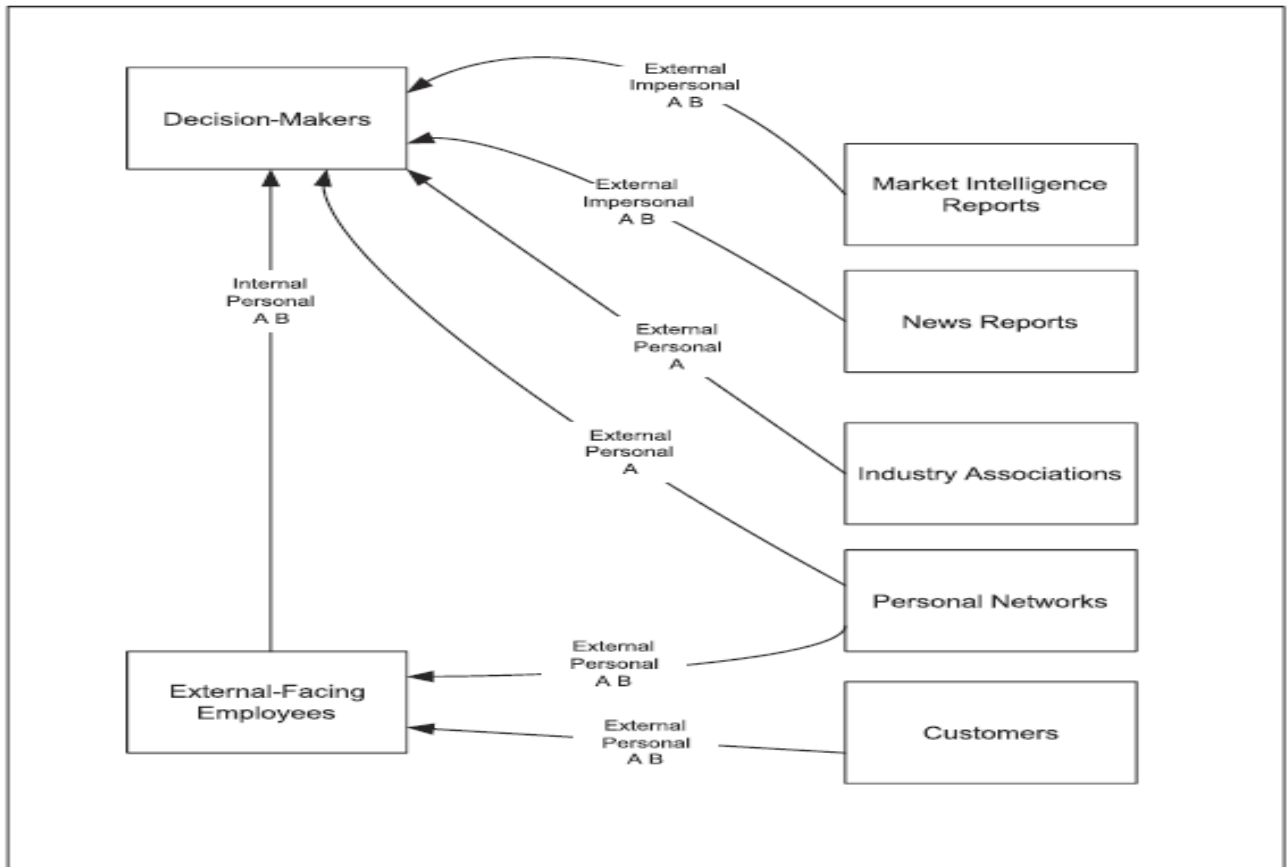 External
Impersonal
A B
Decision-Makers
Market Intelligence
Reports
External
Impersonal
A B
Internal
Personal
A B
News Reports
External
Personal
A
External
Personal
A
Industry Associations
Personal Networks
External
Personal
A B
External-Facing
Employees
External
Personal
A B
Customers